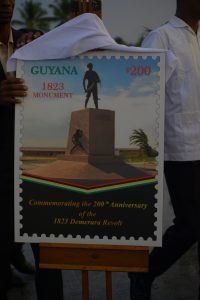 GUYANA $200
1823
MONUMENT
Commemorating the 200th Anniversary
of the
1823 Demerara Revolt